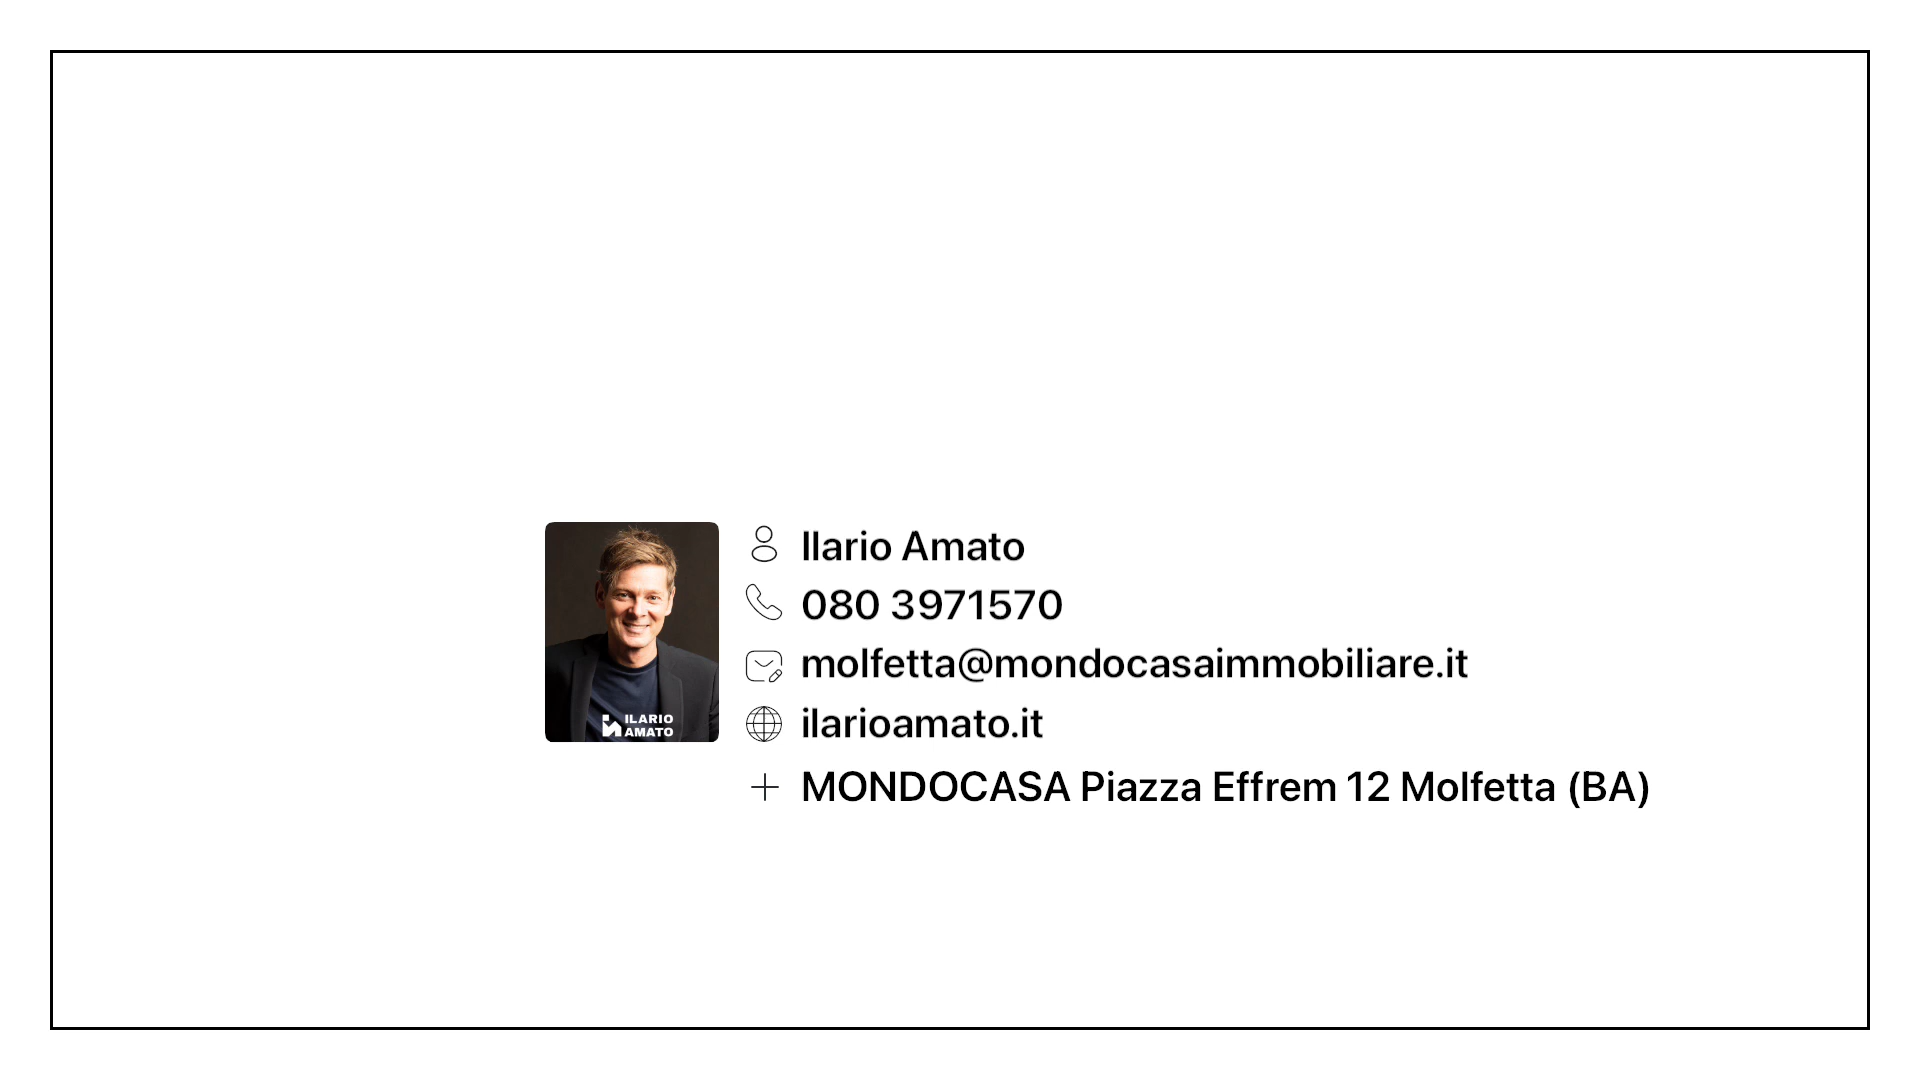 Ilario Amato
080 3971570
molfetta@mondocasaimmobiliare.it
ilarioamato.it
MONDOCASA Piazza Effrem 12 Molfetta (BA)
ILARIO
AMATO